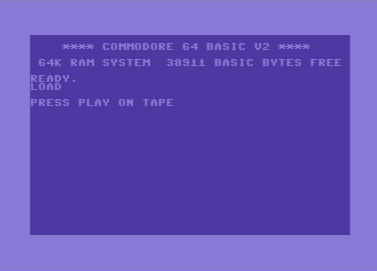 **** COMMODORE 64 BASIC V2 ****
64K RAM SYSTEM  38911 BASIC BYTES FREE
READY.
LOAD
PRESS PLAY ON TAPE